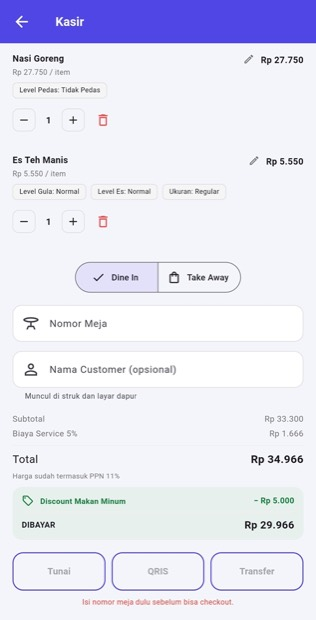 Kasir
Nasi Goreng
Rp 27.750
Rp 27.750 / item
Level Pedas: Tidak Pedas
1
Es Teh Manis
Rp 5.550
Rp 5.550 / item
Level Gula: Normal
Level Es: Normal
Ukuran: Regular
1
Dine In
Take Away
Nomor Meja
Nama Customer (opsional)
Muncul di struk dan layar dapur
Subtotal
Rp 33.300
Biaya Service 5%
Rp 1.666
Total
Rp 34.966
Harga sudah termasuk PPN 11%
Discount Makan Minum
− Rp 5.000
DIBAYAR
Rp 29.966
Tunai
QRIS
Transfer
Isi nomor meja dulu sebelum bisa checkout.